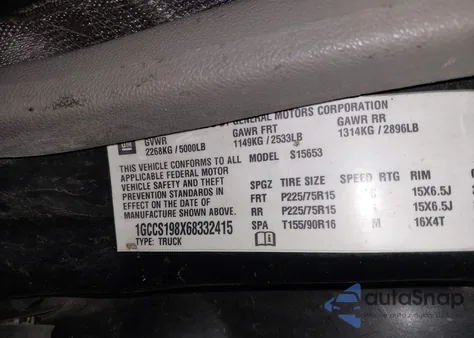 GENERAL MOTORS CORPORATION
GM
GVWR GAWR FRT GAWR RR
2268KG / 5000LB 1149KG / 2533LB 1314KG / 2896LB
THIS VEHICLE CONFORMS TO ALL MODEL S15653
APPLICABLE FEDERAL MOTOR
VEHICLE SAFETY AND THEFT SPGZ TIRE SIZE SPEED RTG RIM
PREVENTION STANDARDS IN FRT P225/75R15 15X6.5J
EFFECT ON THE DATE OF RR P225/75R15 15X6.5J
1GCCS198X68332415 SPA T155/90R16 M 16X4T
TYPE: TRUCK
autoSnap